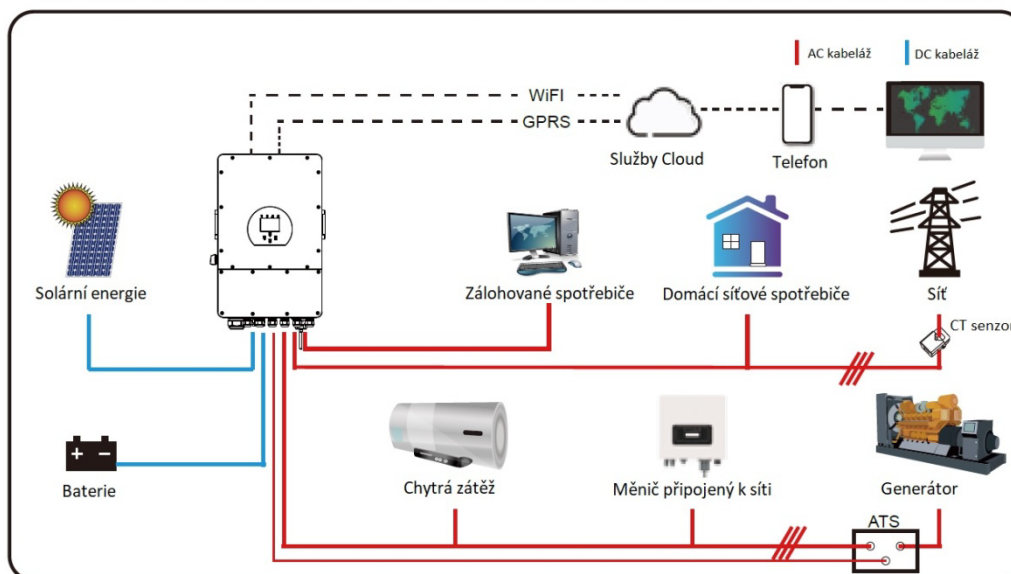 AC kabeláž
DC kabeláž
WiFI
GPRS
Služby Cloud
Telefon
Solární energie
Zálohované spotřebiče
Domácí síťové spotřebiče
Síť
CT senzor
Baterie
Chytrá zátěž
Měnič připojený k síti
Generátor
ATS